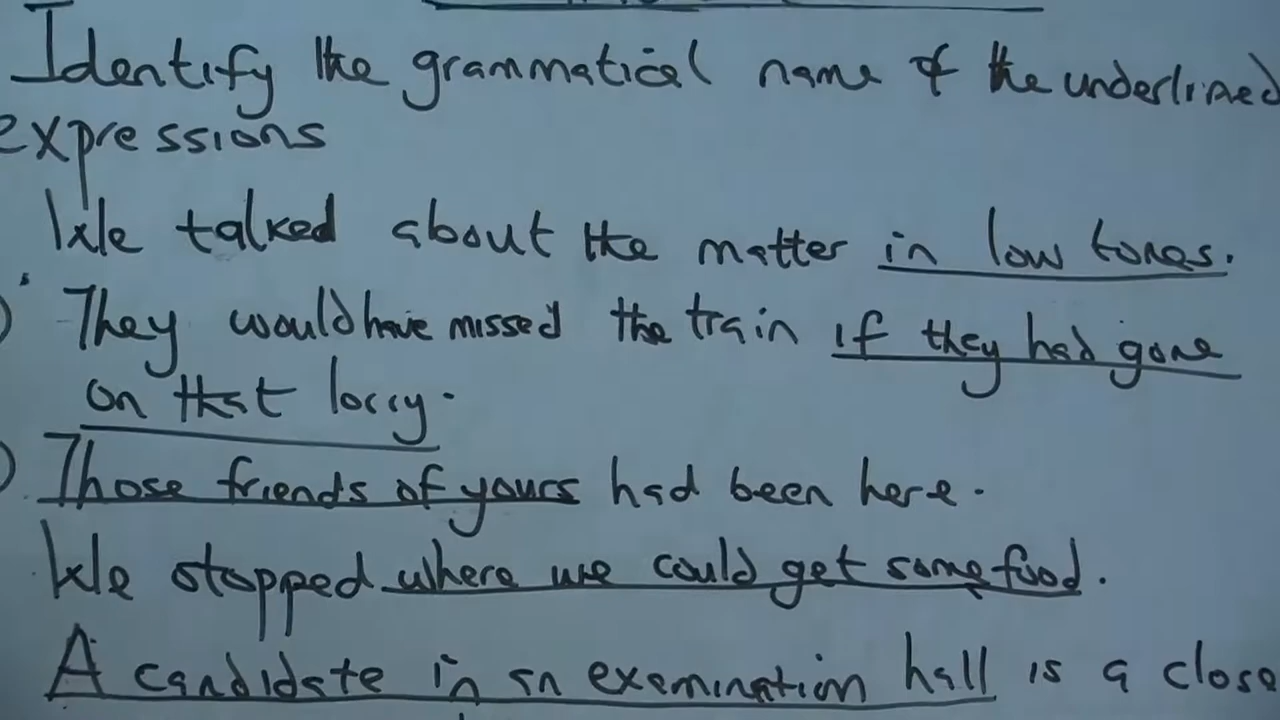 Identify the grammatical name of the underlined
expressions
We talked about the matter in low tones.
) They would have missed the train if they had gone
on that lorry.
) Those friends of yours had been here.
We stopped where we could get some food.
A candidate in an examination hall is a close